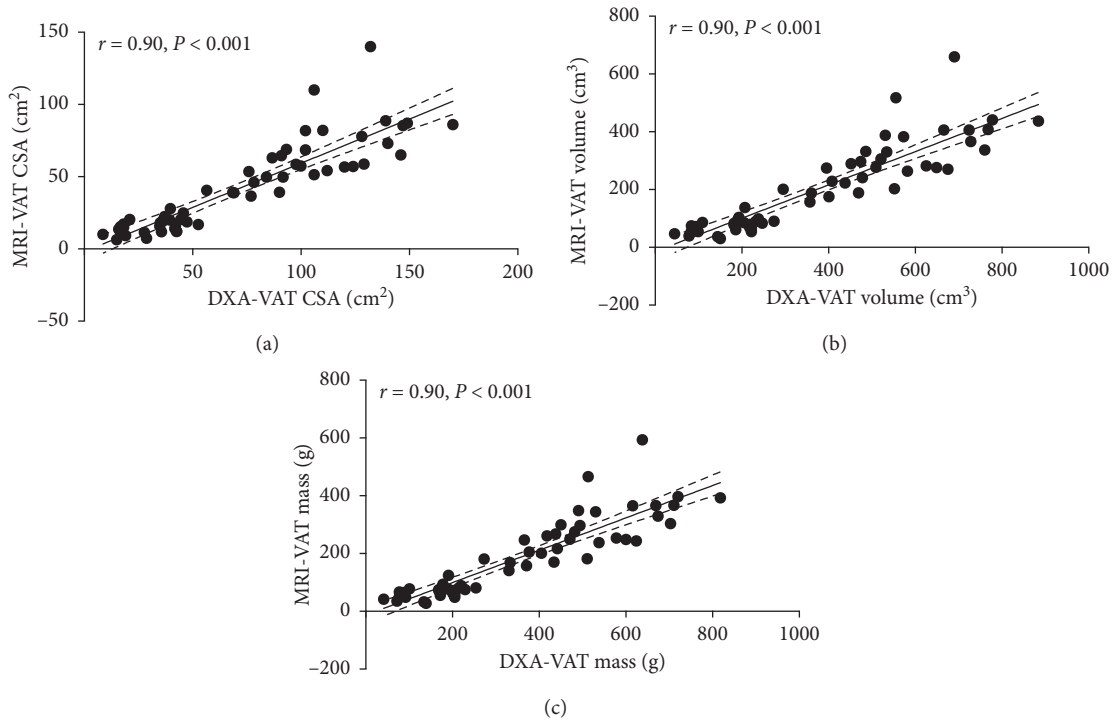 150
100
50
0
−50
MRI-VAT CSA (cm²)
r = 0.90, P < 0.001
50
100
150
200
DXA-VAT CSA (cm²)
(a)
800
600
400
200
0
−200
MRI-VAT volume (cm³)
r = 0.90, P < 0.001
200
400
600
800
1000
DXA-VAT volume (cm³)
(b)
800
600
400
200
0
−200
MRI-VAT mass (g)
r = 0.90, P < 0.001
200
400
600
800
1000
DXA-VAT mass (g)
(c)